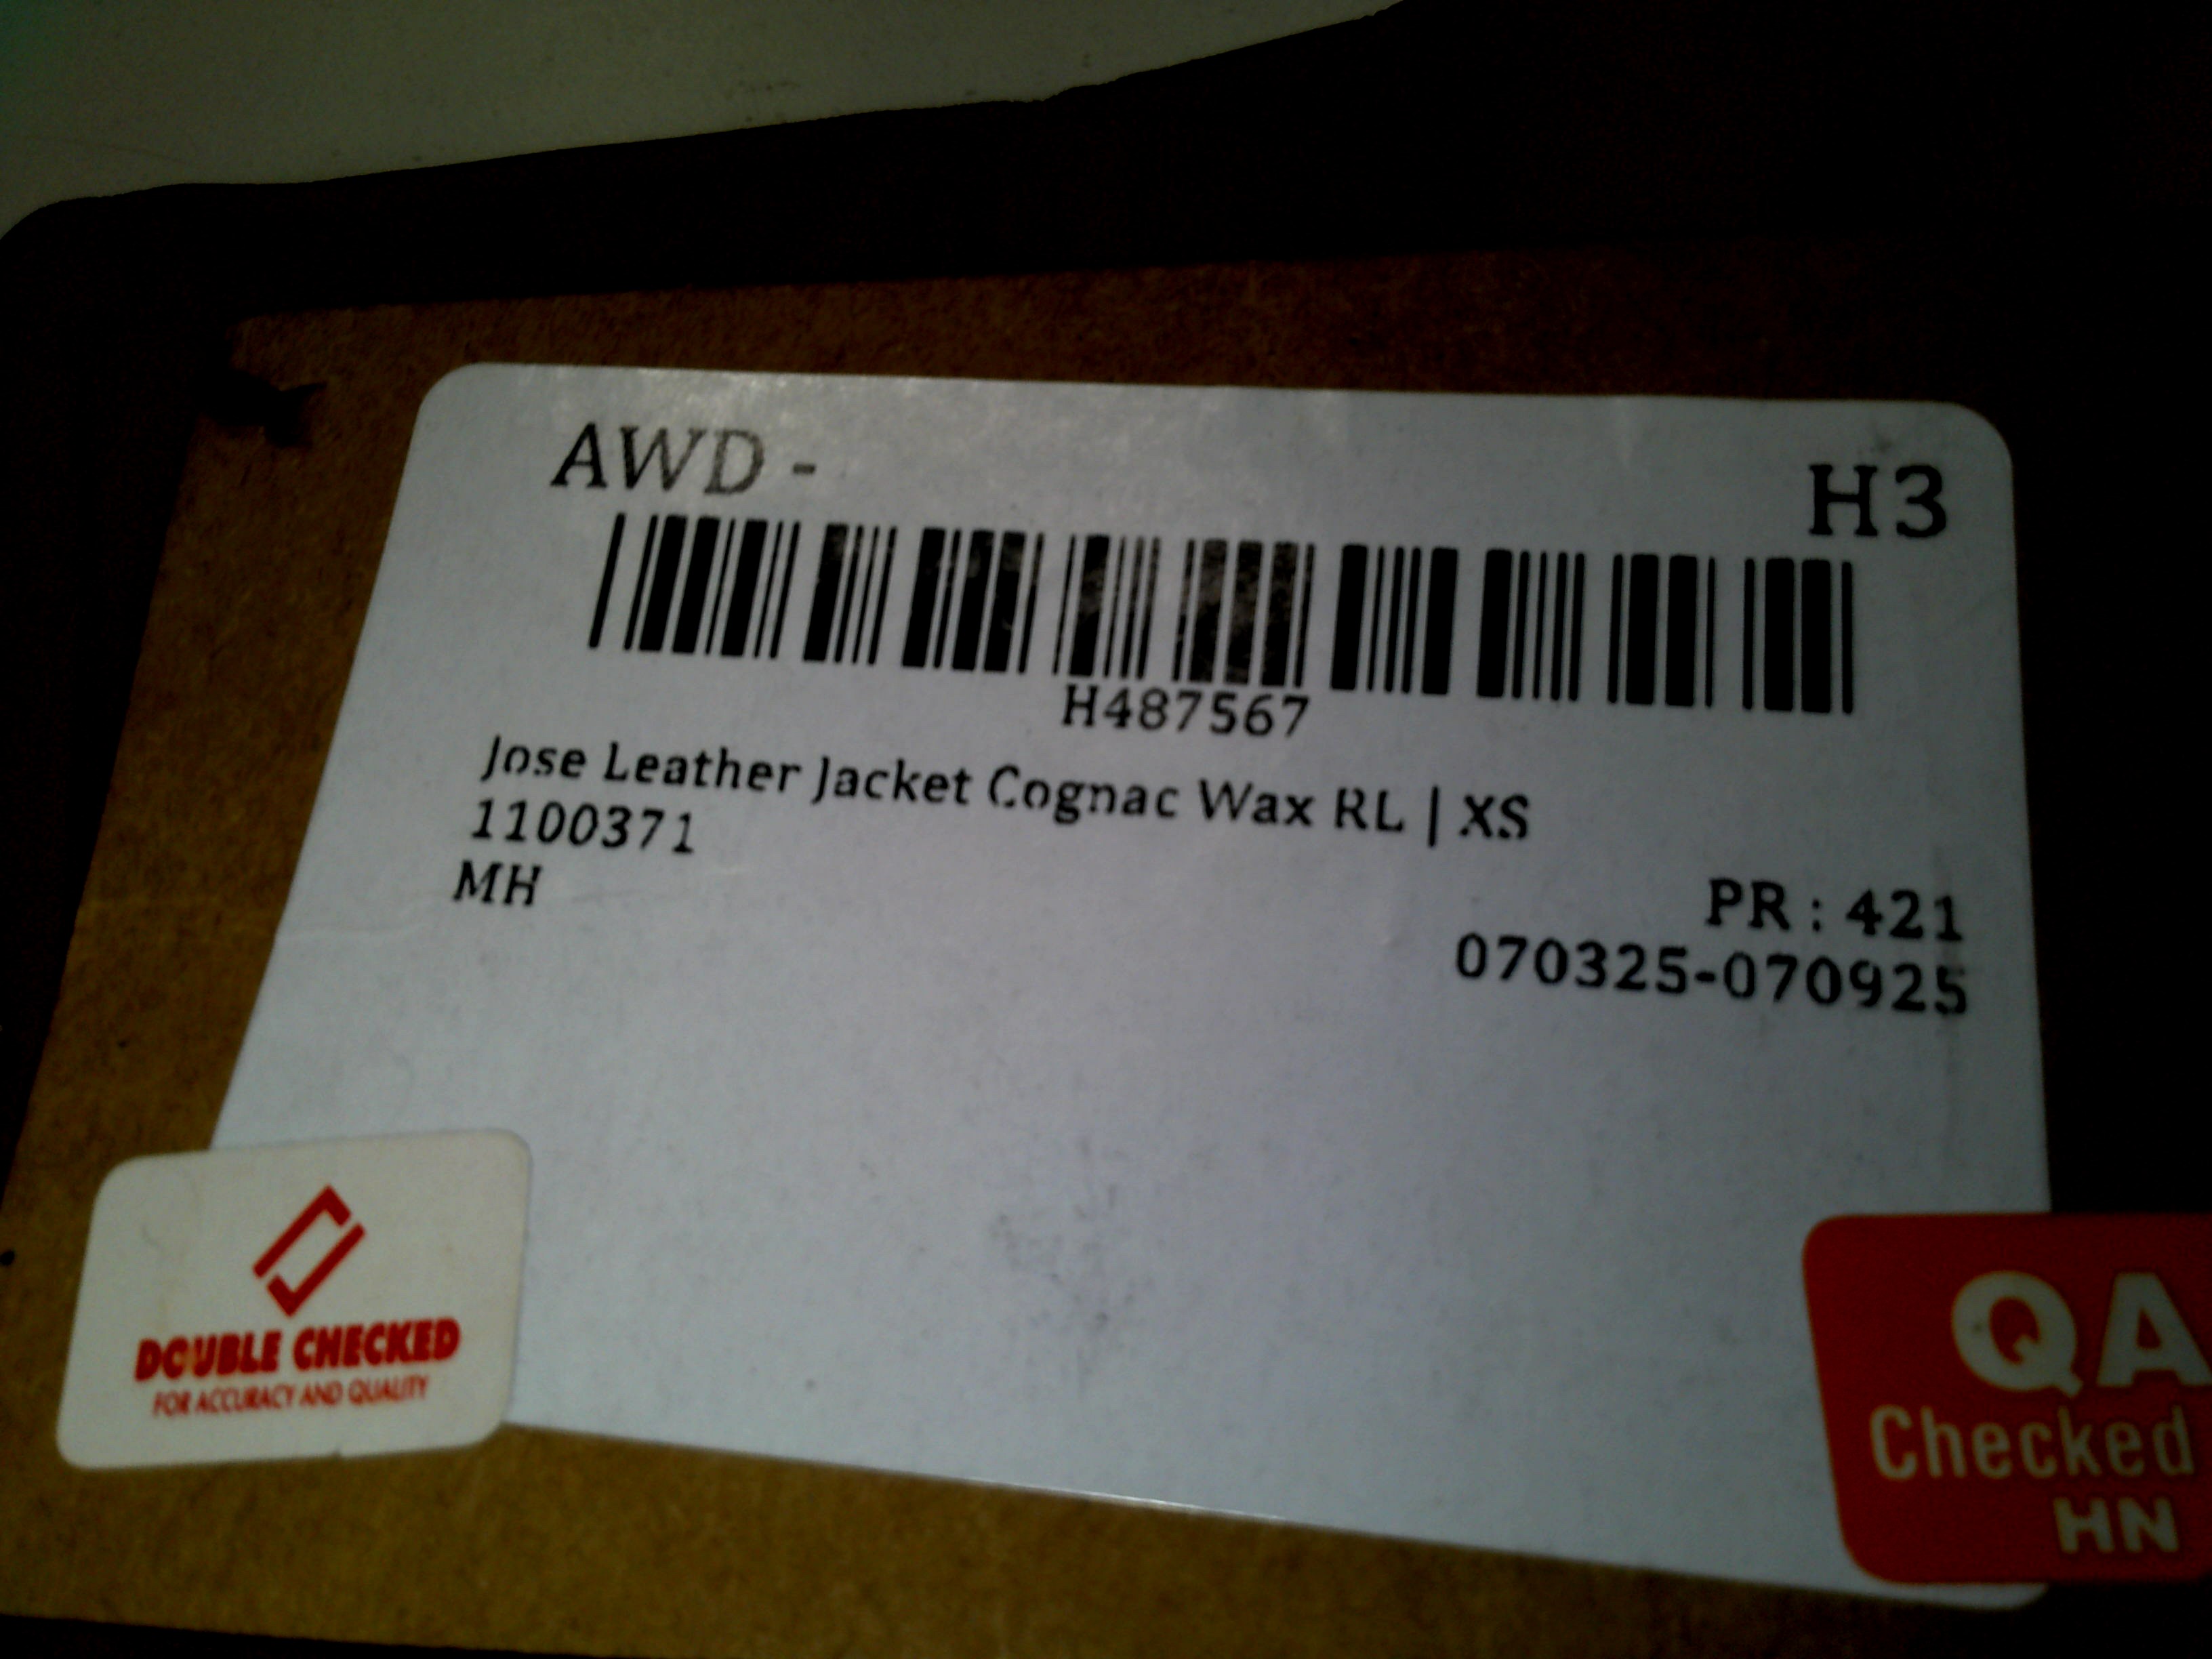 AWD - H3
H487567
Jose Leather Jacket Cognac Wax RL | XS
1100371
MH
PR : 421
070325-070925
DOUBLE CHECKED
FOR ACCURACY AND QUALITY
QA
Checked
HN